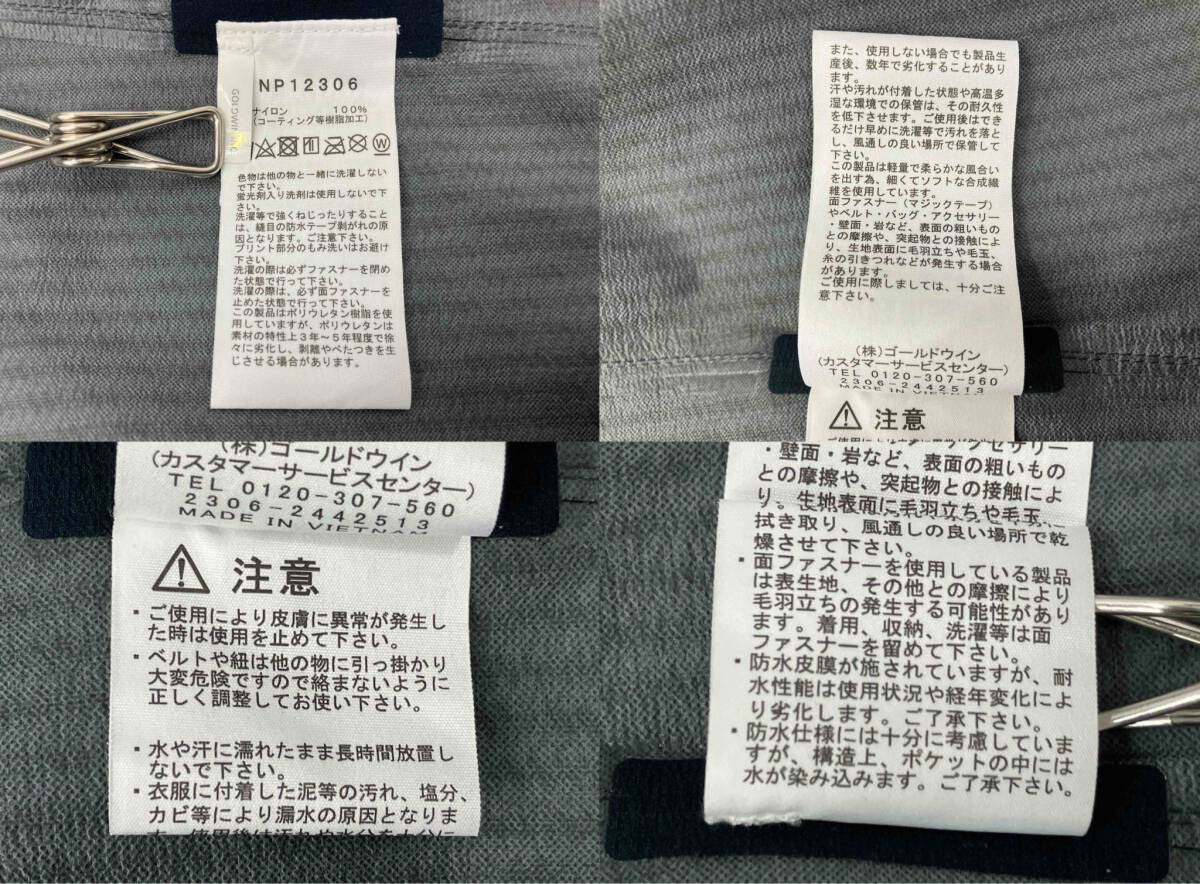 GOLDWIN
NP12306
ナイロン 100%
(コーティング等樹脂加工)
色物は他の物と一緒に洗濯しない
で下さい。
蛍光剤入り洗剤は使用しないで下
さい。
洗濯等で強くねじったりすること
は、縫目の防水テープ剥がれの原
因となります。ご注意下さい。
プリント部分のもみ洗いはお避け
下さい。
洗濯の際は必ずファスナーを閉め
た状態で行って下さい。
洗濯の際は、必ず面ファスナーを
止めた状態で行って下さい。
この製品はポリウレタン樹脂を使
用していますが、ポリウレタンは
素材の特性上3年～5年程度で徐
々に劣化し、剥離やべたつきを生
じさせる場合があります。
また、使用しない場合でも製品生
産後、数年で劣化することがあり
ます。
汗や汚れが付着した状態や高温多
湿な環境での保管は、その耐久性
を低下させます。ご使用後はでき
るだけ早めに洗濯等で汚れを落と
し、風通しの良い場所で保管して
下さい。
この製品は軽量で柔らかな風合い
を出す為、細くてソフトな合成繊
維を使用しています。
面ファスナー(マジックテープ)
やベルト・バッグ・アクセサリー
・壁面・岩など、表面の粗いもの
との摩擦や、突起物との接触によ
り、生地表面に毛羽立ちや毛玉、
糸の引きつれなどが発生する場合
があります。
ご使用に際しましては、十分ご注
意下さい。
(株)ゴールドウイン
(カスタマーサービスセンター)
TEL 0120-307-560
2306-2442513
MADE IN VIETNAM
注意
(株)ゴールドウイン
(カスタマーサービスセンター)
TEL 0120-307-560
2306-2442513
MADE IN VIETNAM
注意
・ご使用により皮膚に異常が発生し
た時は使用を止めて下さい。
・ベルトや紐は他の物に引っ掛かり
大変危険ですので絡まないように
正しく調整してお使い下さい。
・水や汗に濡れたまま長時間放置し
ないで下さい。
・衣服に付着した泥等の汚れ、塩分、
カビ等により漏水の原因となりま
・壁面・岩など、表面の粗いもの
との摩擦や、突起物との接触によ
り。生地表面に毛羽立ちや毛玉、
拭き取り、風通しの良い場所で乾
燥させて下さい。
・面ファスナーを使用している製品
は表生地、その他との摩擦により
毛羽立ちの発生する可能性があり
ます。着用、収納、洗濯等は面
ファスナーを留めて下さい。
・防水皮膜が施されていますが、耐
水性能は使用状況や経年変化によ
り劣化します。ご了承下さい。
・防水仕様には十分に考慮していま
すが、構造上、ポケットの中には
水が染み込みます。ご了承下さい。